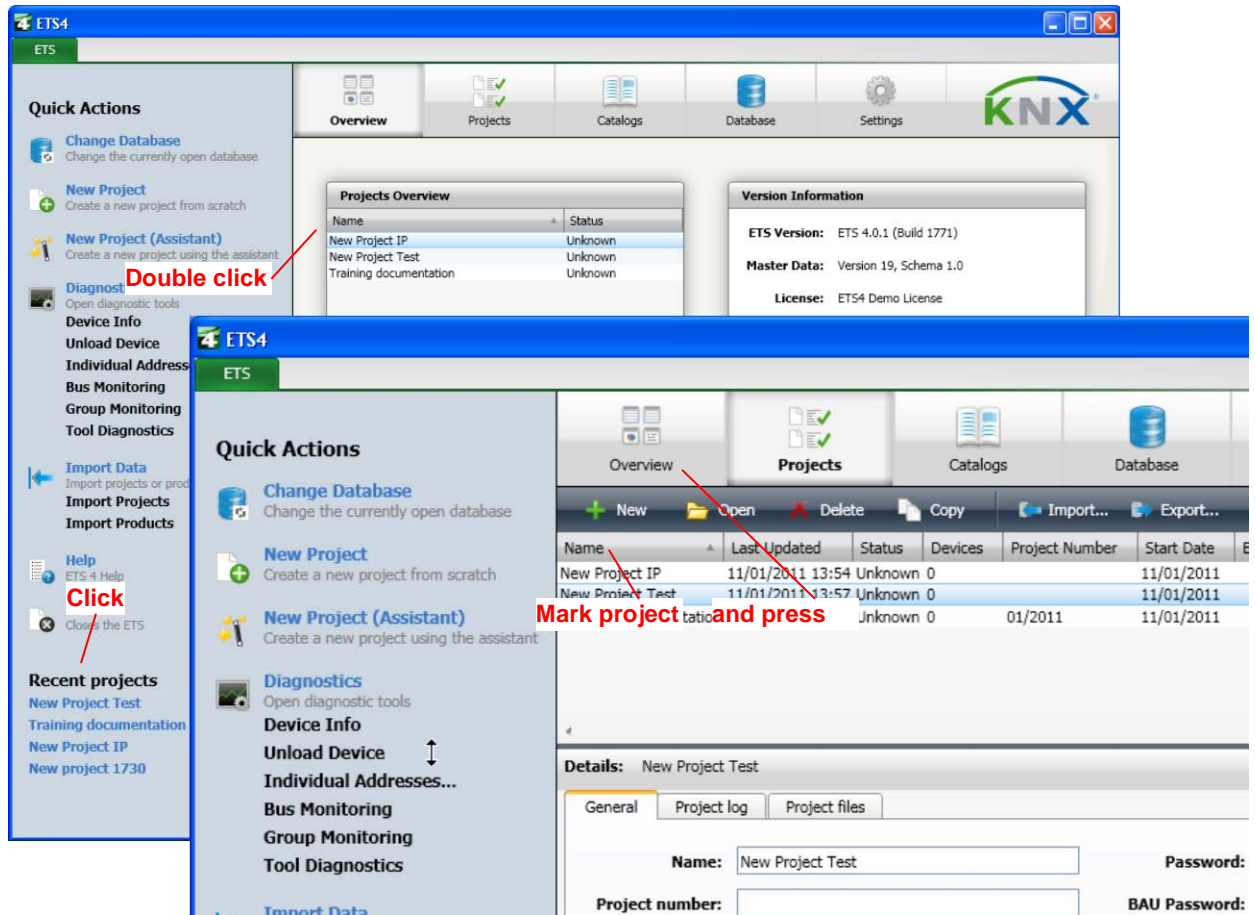 ETS4
ETS
Quick Actions
Change Database
Change the currently open database
New Project
Create a new project from scratch
New Project (Assistant)
Create a new project using the assistant
Double click
Diagnost
Open diagnostic tools
Device Info
Unload Device
Individual Address
Bus Monitoring
Group Monitoring
Tool Diagnostics
Import Data
Import projects or prod
Import Projects
Import Products
Help
ETS 4 Help
Click
Closes the ETS
Recent projects
New Project Test
Training documentation
New Project IP
New project 1730
Overview Projects Catalogs Database Settings
KNX
Projects Overview
Name Status
New Project IP Unknown
New Project Test Unknown
Training documentation Unknown
Version Information
ETS Version: ETS 4.0.1 (Build 1771)
Master Data: Version 19, Schema 1.0
License: ETS4 Demo License
ETS4
ETS
Quick Actions
Change Database
Change the currently open database
New Project
Create a new project from scratch
New Project (Assistant)
Create a new project using the assistant
Diagnostics
Open diagnostic tools
Device Info
Unload Device
Individual Addresses...
Bus Monitoring
Group Monitoring
Tool Diagnostics
Import Data
Overview Projects Catalogs Database
New Open Delete Copy Import... Export...
Name Last Updated Status Devices Project Number Start Date E
New Project IP 11/01/2011 13:54 Unknown 0 11/01/2011
New Project Test 11/01/2011 13:57 Unknown 0 11/01/2011
Mark project tatio and press Unknown 0 01/2011 11/01/2011
Details: New Project Test
General Project log Project files
Name: New Project Test Password:
Project number: BAU Password: